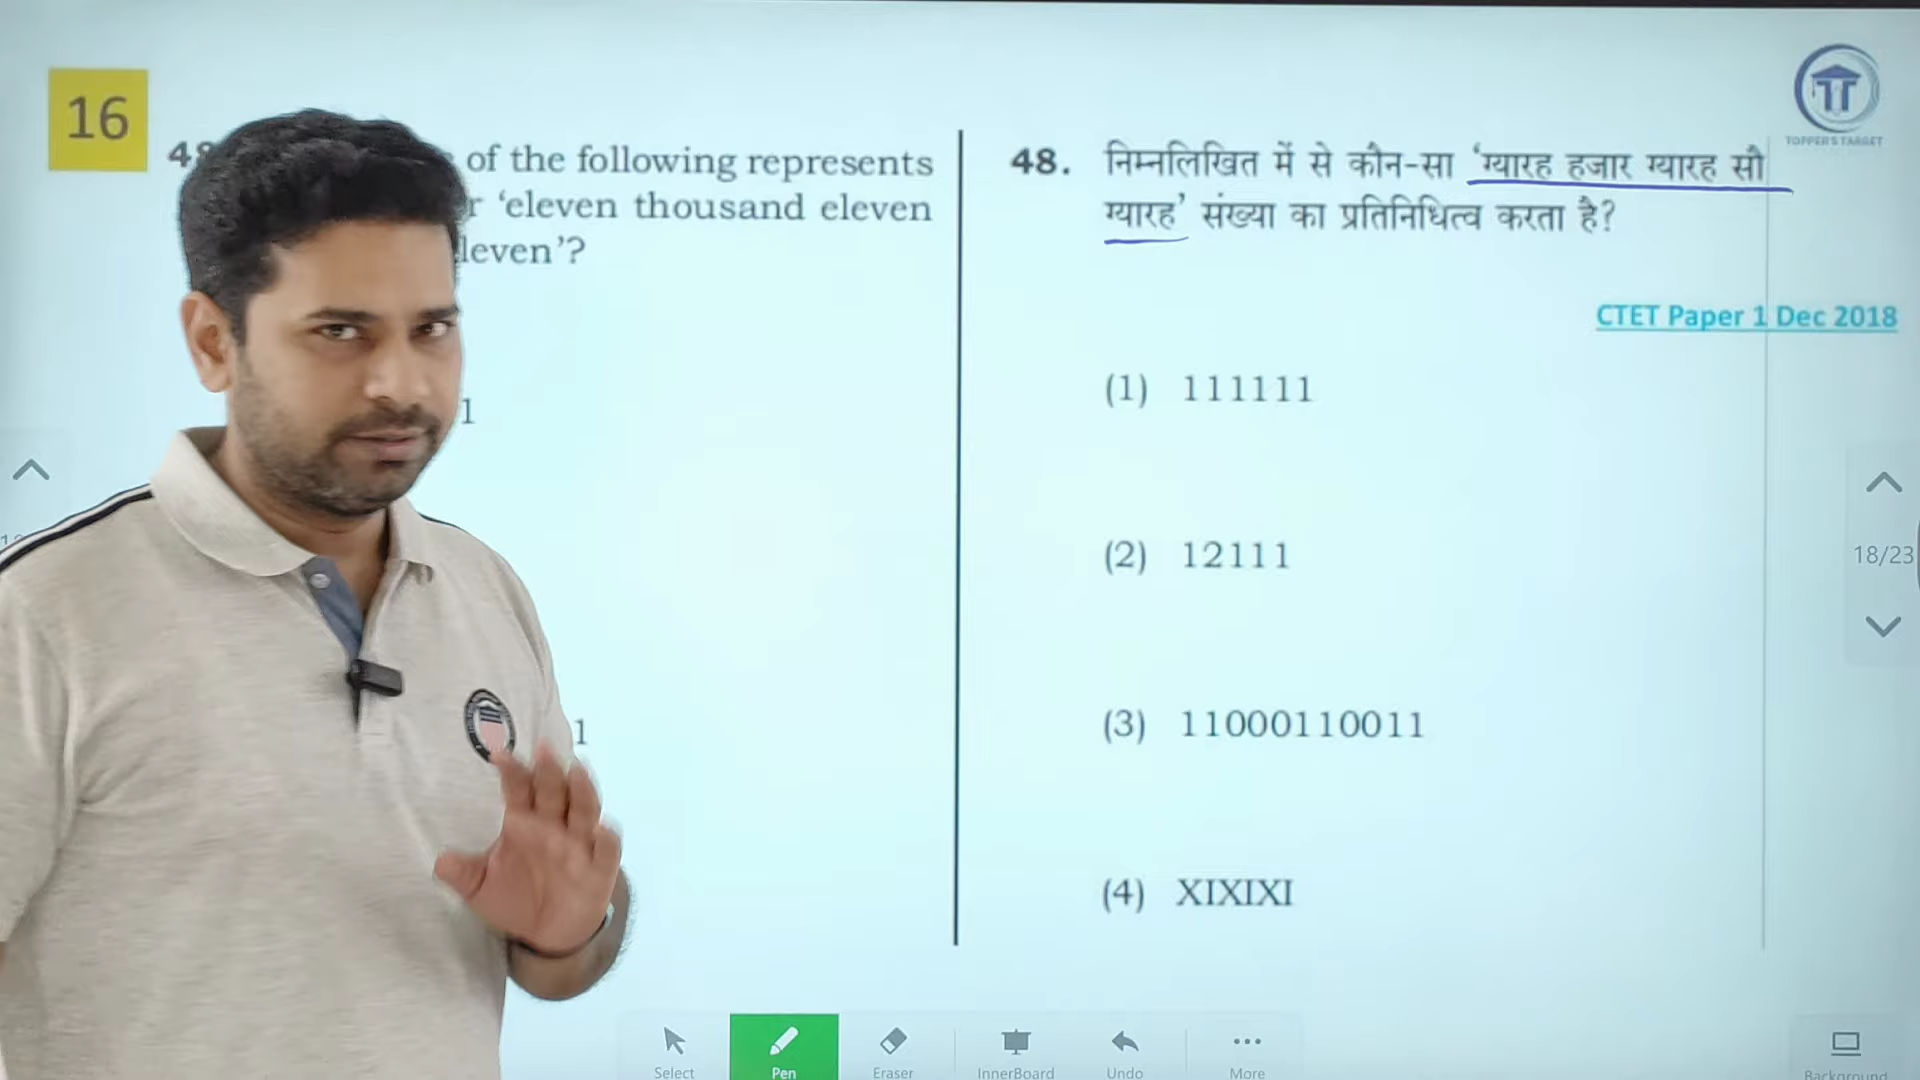 16
TOPPERS TARGET
of the following represents
'eleven thousand eleven
leven'?
1
1
48. निम्नलिखित में से कौन-सा 'ग्यारह हजार ग्यारह सौ
ग्यारह' संख्या का प्रतिनिधित्व करता है?
CTET Paper 1 Dec 2018
(1) 111111
(2) 12111
(3) 11000110011
(4) XIXIXI
18/23
Select
Pen
Eraser
InnerBoard
Undo
More
Background